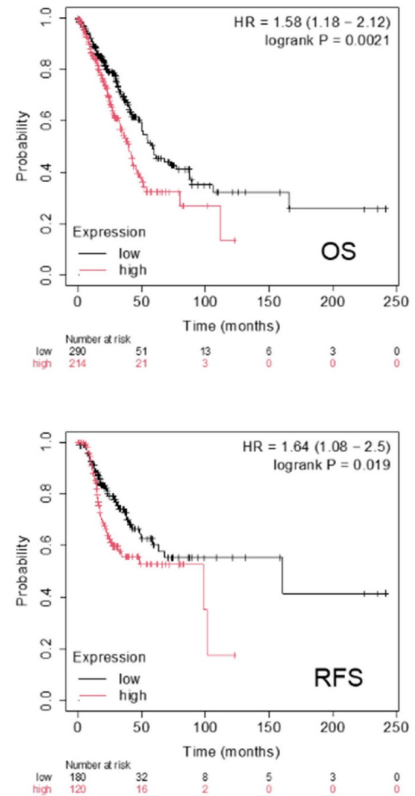 HR = 1.58 (1.18 − 2.12)
logrank P = 0.0021
1.0
0.8
0.6
0.4
0.2
0.0
Probability
Expression
low
high
OS
0 50 100 150 200 250
Time (months)
Number at risk
low 290 51 13 6 3 0
high 214 21 3 0 0 0
HR = 1.64 (1.08 − 2.5)
logrank P = 0.019
1.0
0.8
0.6
0.4
0.2
0.0
Probability
Expression
low
high
RFS
0 50 100 150 200 250
Time (months)
Number at risk
low 180 32 8 5 3 0
high 120 16 2 0 0 0